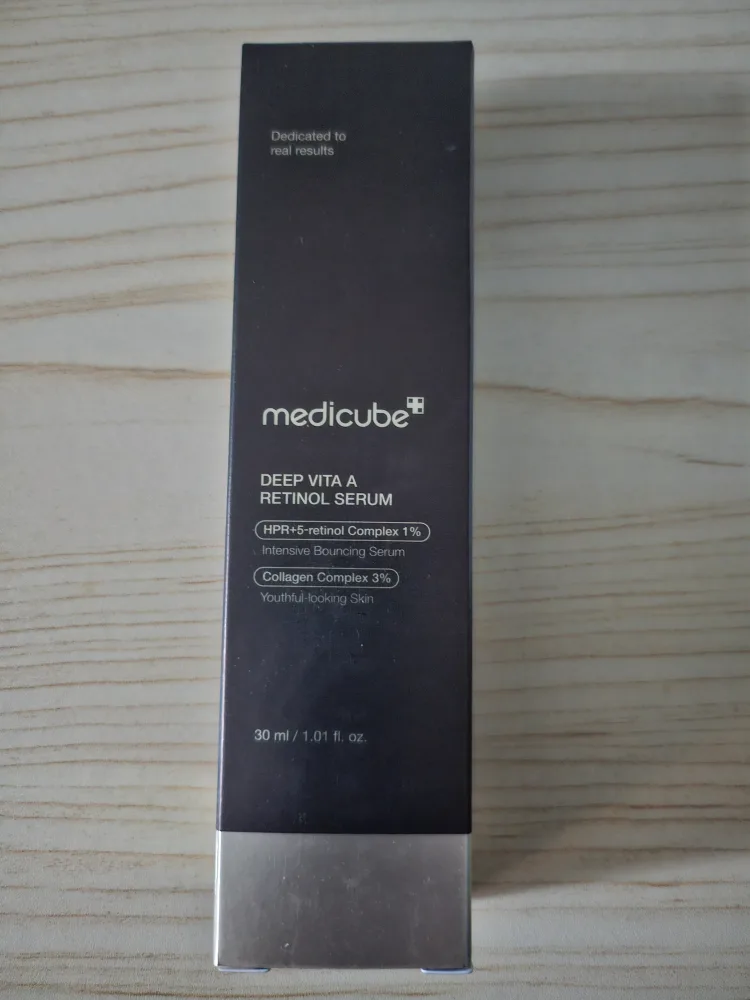 Dedicated to
real results
medicube
DEEP VITA A
RETINOL SERUM
HPR+5-retinol Complex 1%
Intensive Bouncing Serum
Collagen Complex 3%
Youthful-looking Skin
30 ml / 1.01 fl. oz.